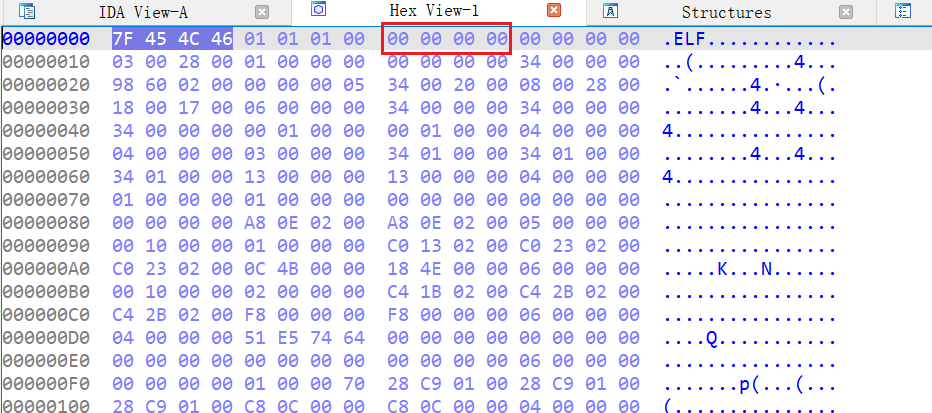 IDA View-A Hex View-1 Structures
00000000 7F 45 4C 46 01 01 01 00 00 00 00 00 00 00 00 00 .ELF............
00000010 03 00 28 00 01 00 00 00 00 00 00 00 34 00 00 00 ..(.........4...
00000020 98 60 02 00 00 00 00 05 34 00 20 00 08 00 28 00 .`......4.·...(.
00000030 18 00 17 00 06 00 00 00 34 00 00 00 34 00 00 00 ........4...4...
00000040 34 00 00 00 00 01 00 00 00 01 00 00 04 00 00 00 4...............
00000050 04 00 00 00 03 00 00 00 34 01 00 00 34 01 00 00 ........4...4...
00000060 34 01 00 00 13 00 00 00 13 00 00 00 04 00 00 00 4...............
00000070 01 00 00 00 01 00 00 00 00 00 00 00 00 00 00 00 ................
00000080 00 00 00 00 A8 0E 02 00 A8 0E 02 00 05 00 00 00 ................
00000090 00 10 00 00 01 00 00 00 C0 13 02 00 C0 23 02 00 ................
000000A0 C0 23 02 00 0C 4B 00 00 18 4E 00 00 06 00 00 00 .....K...N......
000000B0 00 10 00 00 02 00 00 00 C4 1B 02 00 C4 2B 02 00 ................
000000C0 C4 2B 02 00 F8 00 00 00 F8 00 00 00 06 00 00 00 ................
000000D0 04 00 00 00 51 E5 74 64 00 00 00 00 00 00 00 00 ....Q...........
000000E0 00 00 00 00 00 00 00 00 00 00 00 00 06 00 00 00 ................
000000F0 00 00 00 00 01 00 00 70 28 C9 01 00 28 C9 01 00 .......p(...(...
00000100 28 C9 01 00 C8 0C 00 00 C8 0C 00 00 04 00 00 00 (...............